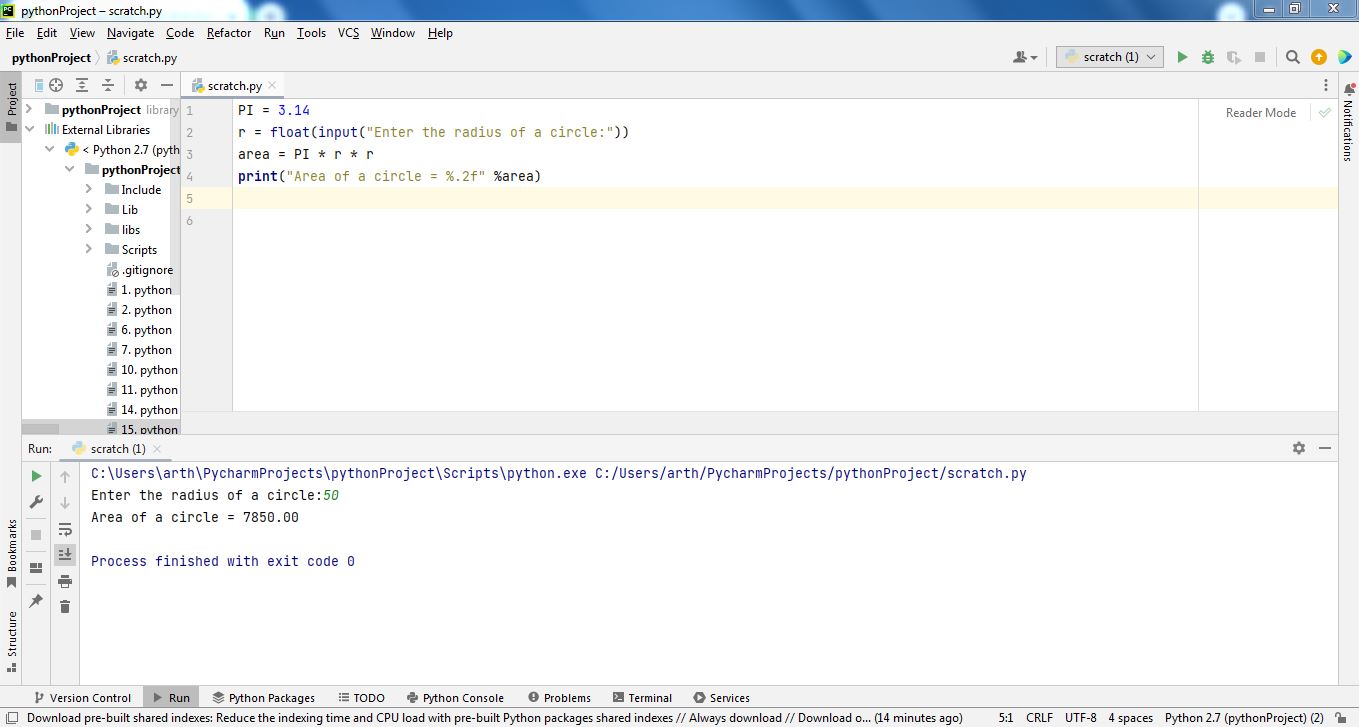 pythonProject – scratch.py
File Edit View Navigate Code Refactor Run Tools VCS Window Help
pythonProject scratch.py
scratch (1)
Project
scratch.py
pythonProject library
External Libraries
< Python 2.7 (pyth
pythonProject
Include
Lib
libs
Scripts
.gitignore
1. python
2. python
6. python
7. python
10. python
11. python
14. python
15. python
1 PI = 3.14
2 r = float(input("Enter the radius of a circle:"))
3 area = PI * r * r
4 print("Area of a circle = %.2f" %area)
5
6
Reader Mode
Notifications
Run: scratch (1)
C:\Users\arth\PycharmProjects\pythonProject\Scripts\python.exe C:/Users/arth/PycharmProjects/pythonProject/scratch.py
Enter the radius of a circle:50
Area of a circle = 7850.00
Process finished with exit code 0
Bookmarks
Structure
Version Control Run Python Packages TODO Python Console Problems Terminal Services
Download pre-built shared indexes: Reduce the indexing time and CPU load with pre-built Python packages shared indexes // Always download // Download o... (14 minutes ago) 5:1 CRLF UTF-8 4 spaces Python 2.7 (pythonProject) (2)